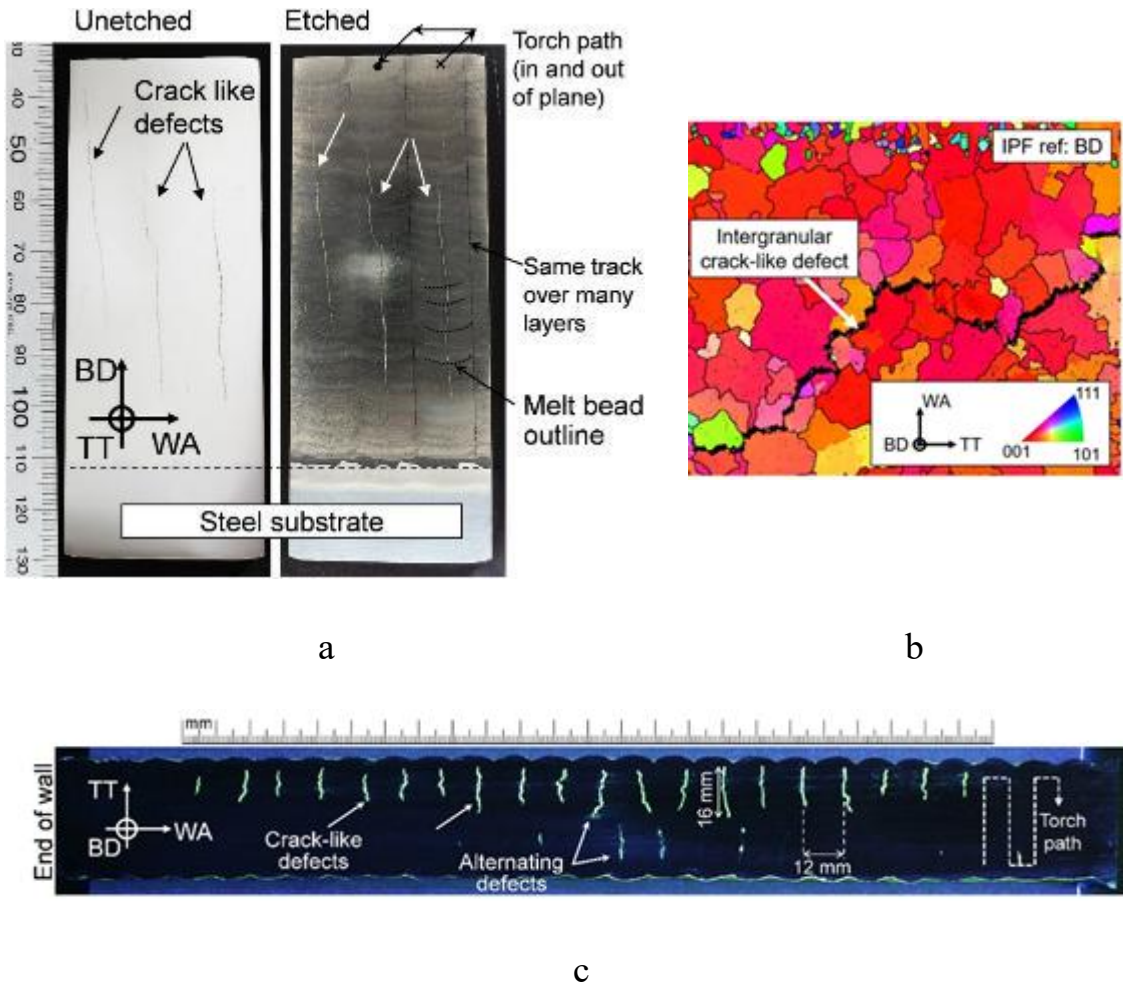 Unetched
Etched
Crack like
defects
Torch path
(in and out
of plane)
Same track
over many
layers
Melt bead
outline
BD
TT
WA
40
50
60
70
80
90
100
110
120
130
Steel substrate
a
IPF ref: BD
Intergranular
crack-like defect
WA
BD
TT
111
001
101
b
mm
End of wall
TT
BD
WA
Crack-like
defects
Alternating
defects
16 mm
12 mm
Torch
path
c